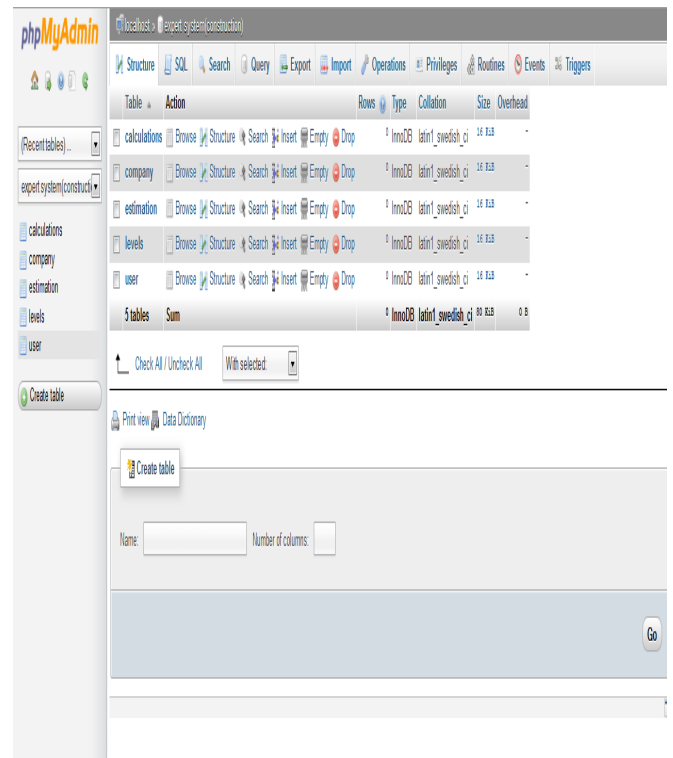 phpMyAdmin
(Recent tables) ...
expert system(constructi
calculations
company
estimation
levels
user
Create table
localhost » expert system(construction)
Structure SQL Search Query Export Import Operations Privileges Routines Events Triggers
Table Action Rows Type Collation Size Overhead
calculations Browse Structure Search Insert Empty Drop 0 InnoDB latin1_swedish_ci 16 KiB -
company Browse Structure Search Insert Empty Drop 0 InnoDB latin1_swedish_ci 16 KiB -
estimation Browse Structure Search Insert Empty Drop 0 InnoDB latin1_swedish_ci 16 KiB -
levels Browse Structure Search Insert Empty Drop 0 InnoDB latin1_swedish_ci 16 KiB -
user Browse Structure Search Insert Empty Drop 0 InnoDB latin1_swedish_ci 16 KiB -
5 tables Sum 0 InnoDB latin1_swedish_ci 80 KiB 0 B
Check All / Uncheck All With selected:
Print view Data Dictionary
Create table
Name: Number of columns:
Go